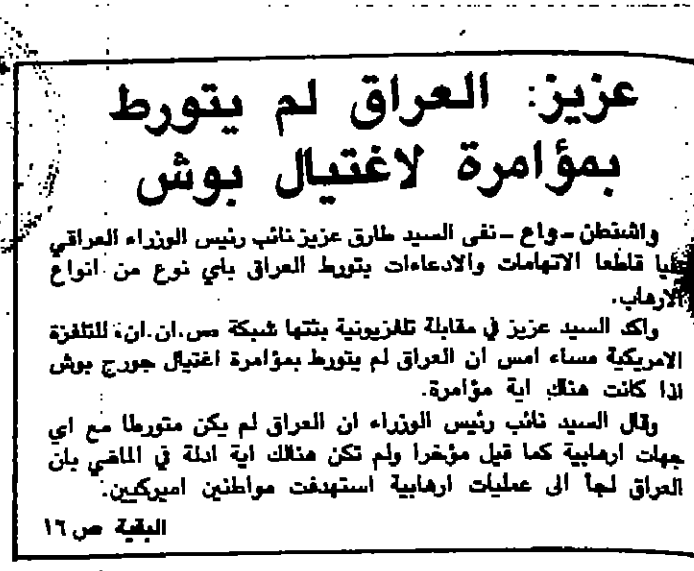 عزيز: العراق لم يتورط
بمؤامرة لاغتيال بوش
واشنطن - واع - نفى السيد طارق عزيز نائب رئيس الوزراء العراقي
نفيا قاطعا الاتهامات والادعاءات بتورط العراق باي نوع من انواع
الارهاب.
واكد السيد عزيز في مقابلة تلفزيونية بثتها شبكة «سي.ان.ان» للتلفزة
الامريكية مساء امس ان العراق لم يتورط بمؤامرة اغتيال جورج بوش
اذا كانت هناك اية مؤامرة.
وقال السيد نائب رئيس الوزراء ان العراق لم يكن متورطا مع اي
جهات ارهابية كما قيل مؤخرا ولم تكن هنالك اية ادلة في الماضي بان
العراق لجا الى عمليات ارهابية استهدفت مواطنين اميركيين.
البقية ص ١٦